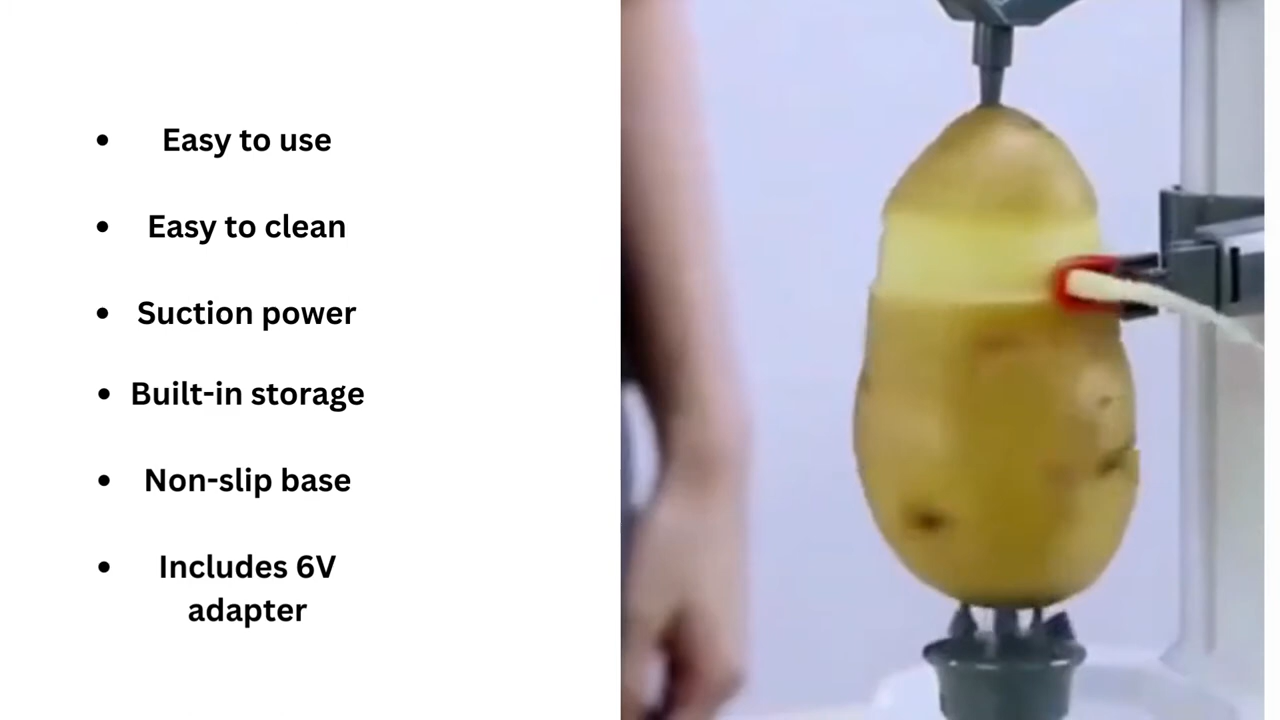 • Easy to use
• Easy to clean
• Suction power
• Built-in storage
• Non-slip base
• Includes 6V
adapter